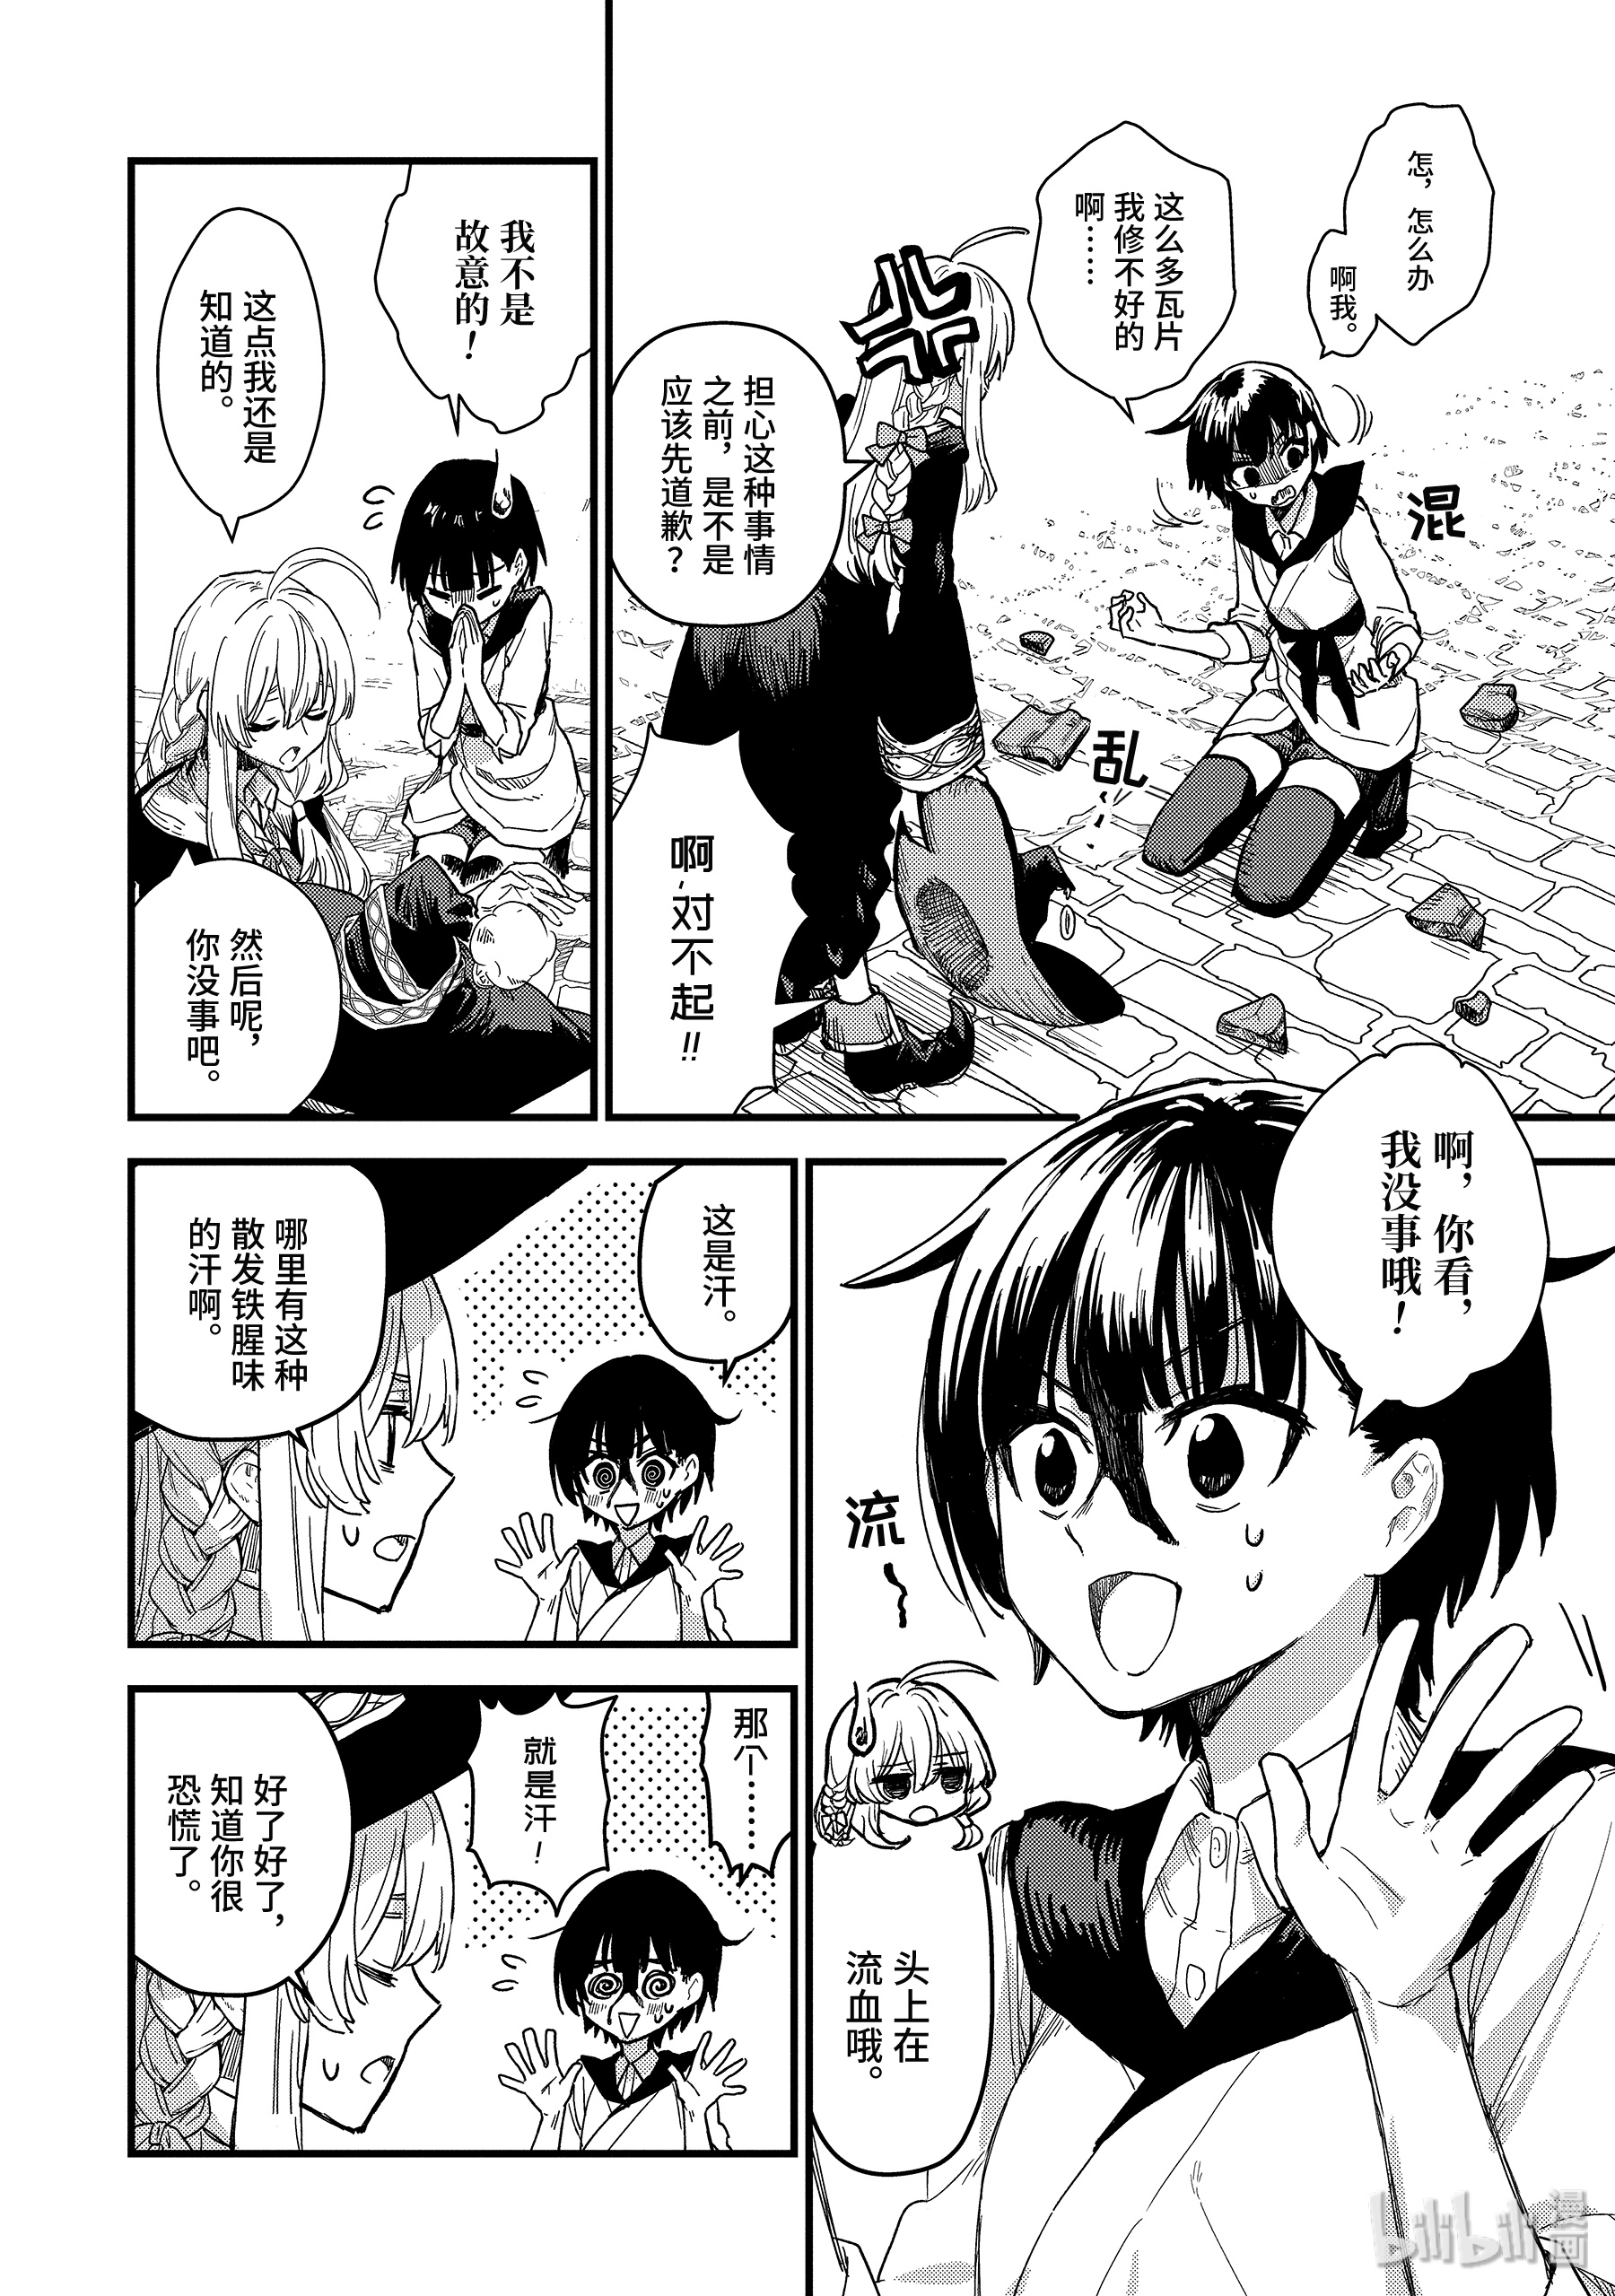 怎，怎么办
啊我。
这么多瓦片
我修不好的
啊……
混
乱
担心这种事情
之前，是不是
应该先道歉？
啊，对不起!!
我不是
故意的！
这点我还是
知道的。
然后呢，
你没事吧。
啊，你看，
我没事哦！
流
头上在
流血哦。
这是汗。
哪里有这种
散发铁腥味
的汗啊。
那个……
就是汗！
好了好了，
知道你很
恐慌了。
bilibili漫画